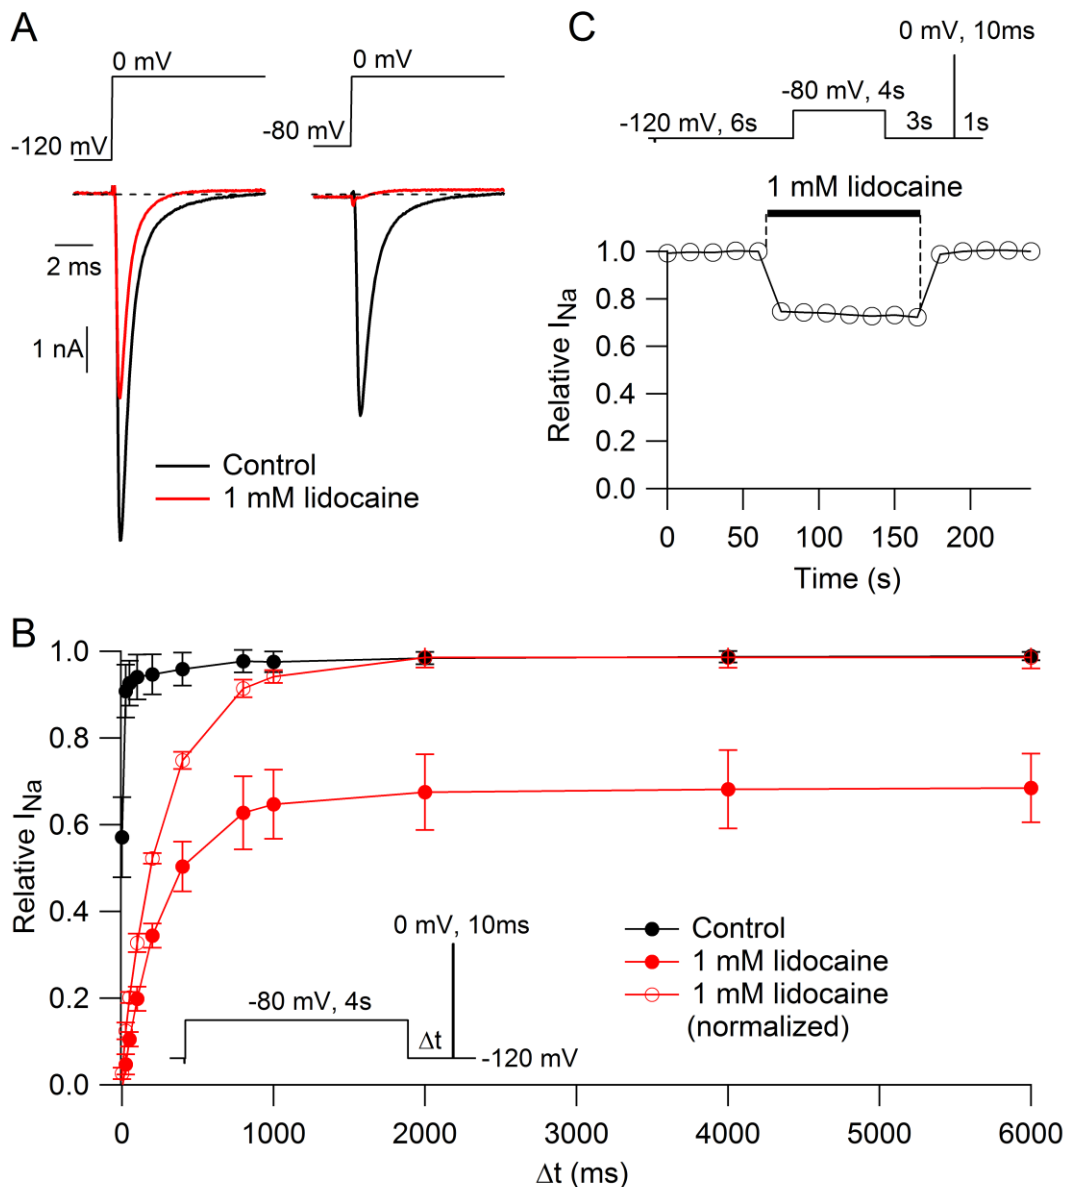 A
0 mV
0 mV
-120 mV
-80 mV
2 ms
1 nA
Control
1 mM lidocaine
C
0 mV, 10ms
-80 mV, 4s
-120 mV, 6s
3s
1s
1 mM lidocaine
1.0
0.8
0.6
0.4
0.2
0.0
Relative INa
0 50 100 150 200
Time (s)
B
1.0
0.8
0.6
0.4
0.2
0.0
Relative INa
0 mV, 10ms
-80 mV, 4s
Δt
-120 mV
Control
1 mM lidocaine
1 mM lidocaine
(normalized)
0 1000 2000 3000 4000 5000 6000
Δt (ms)